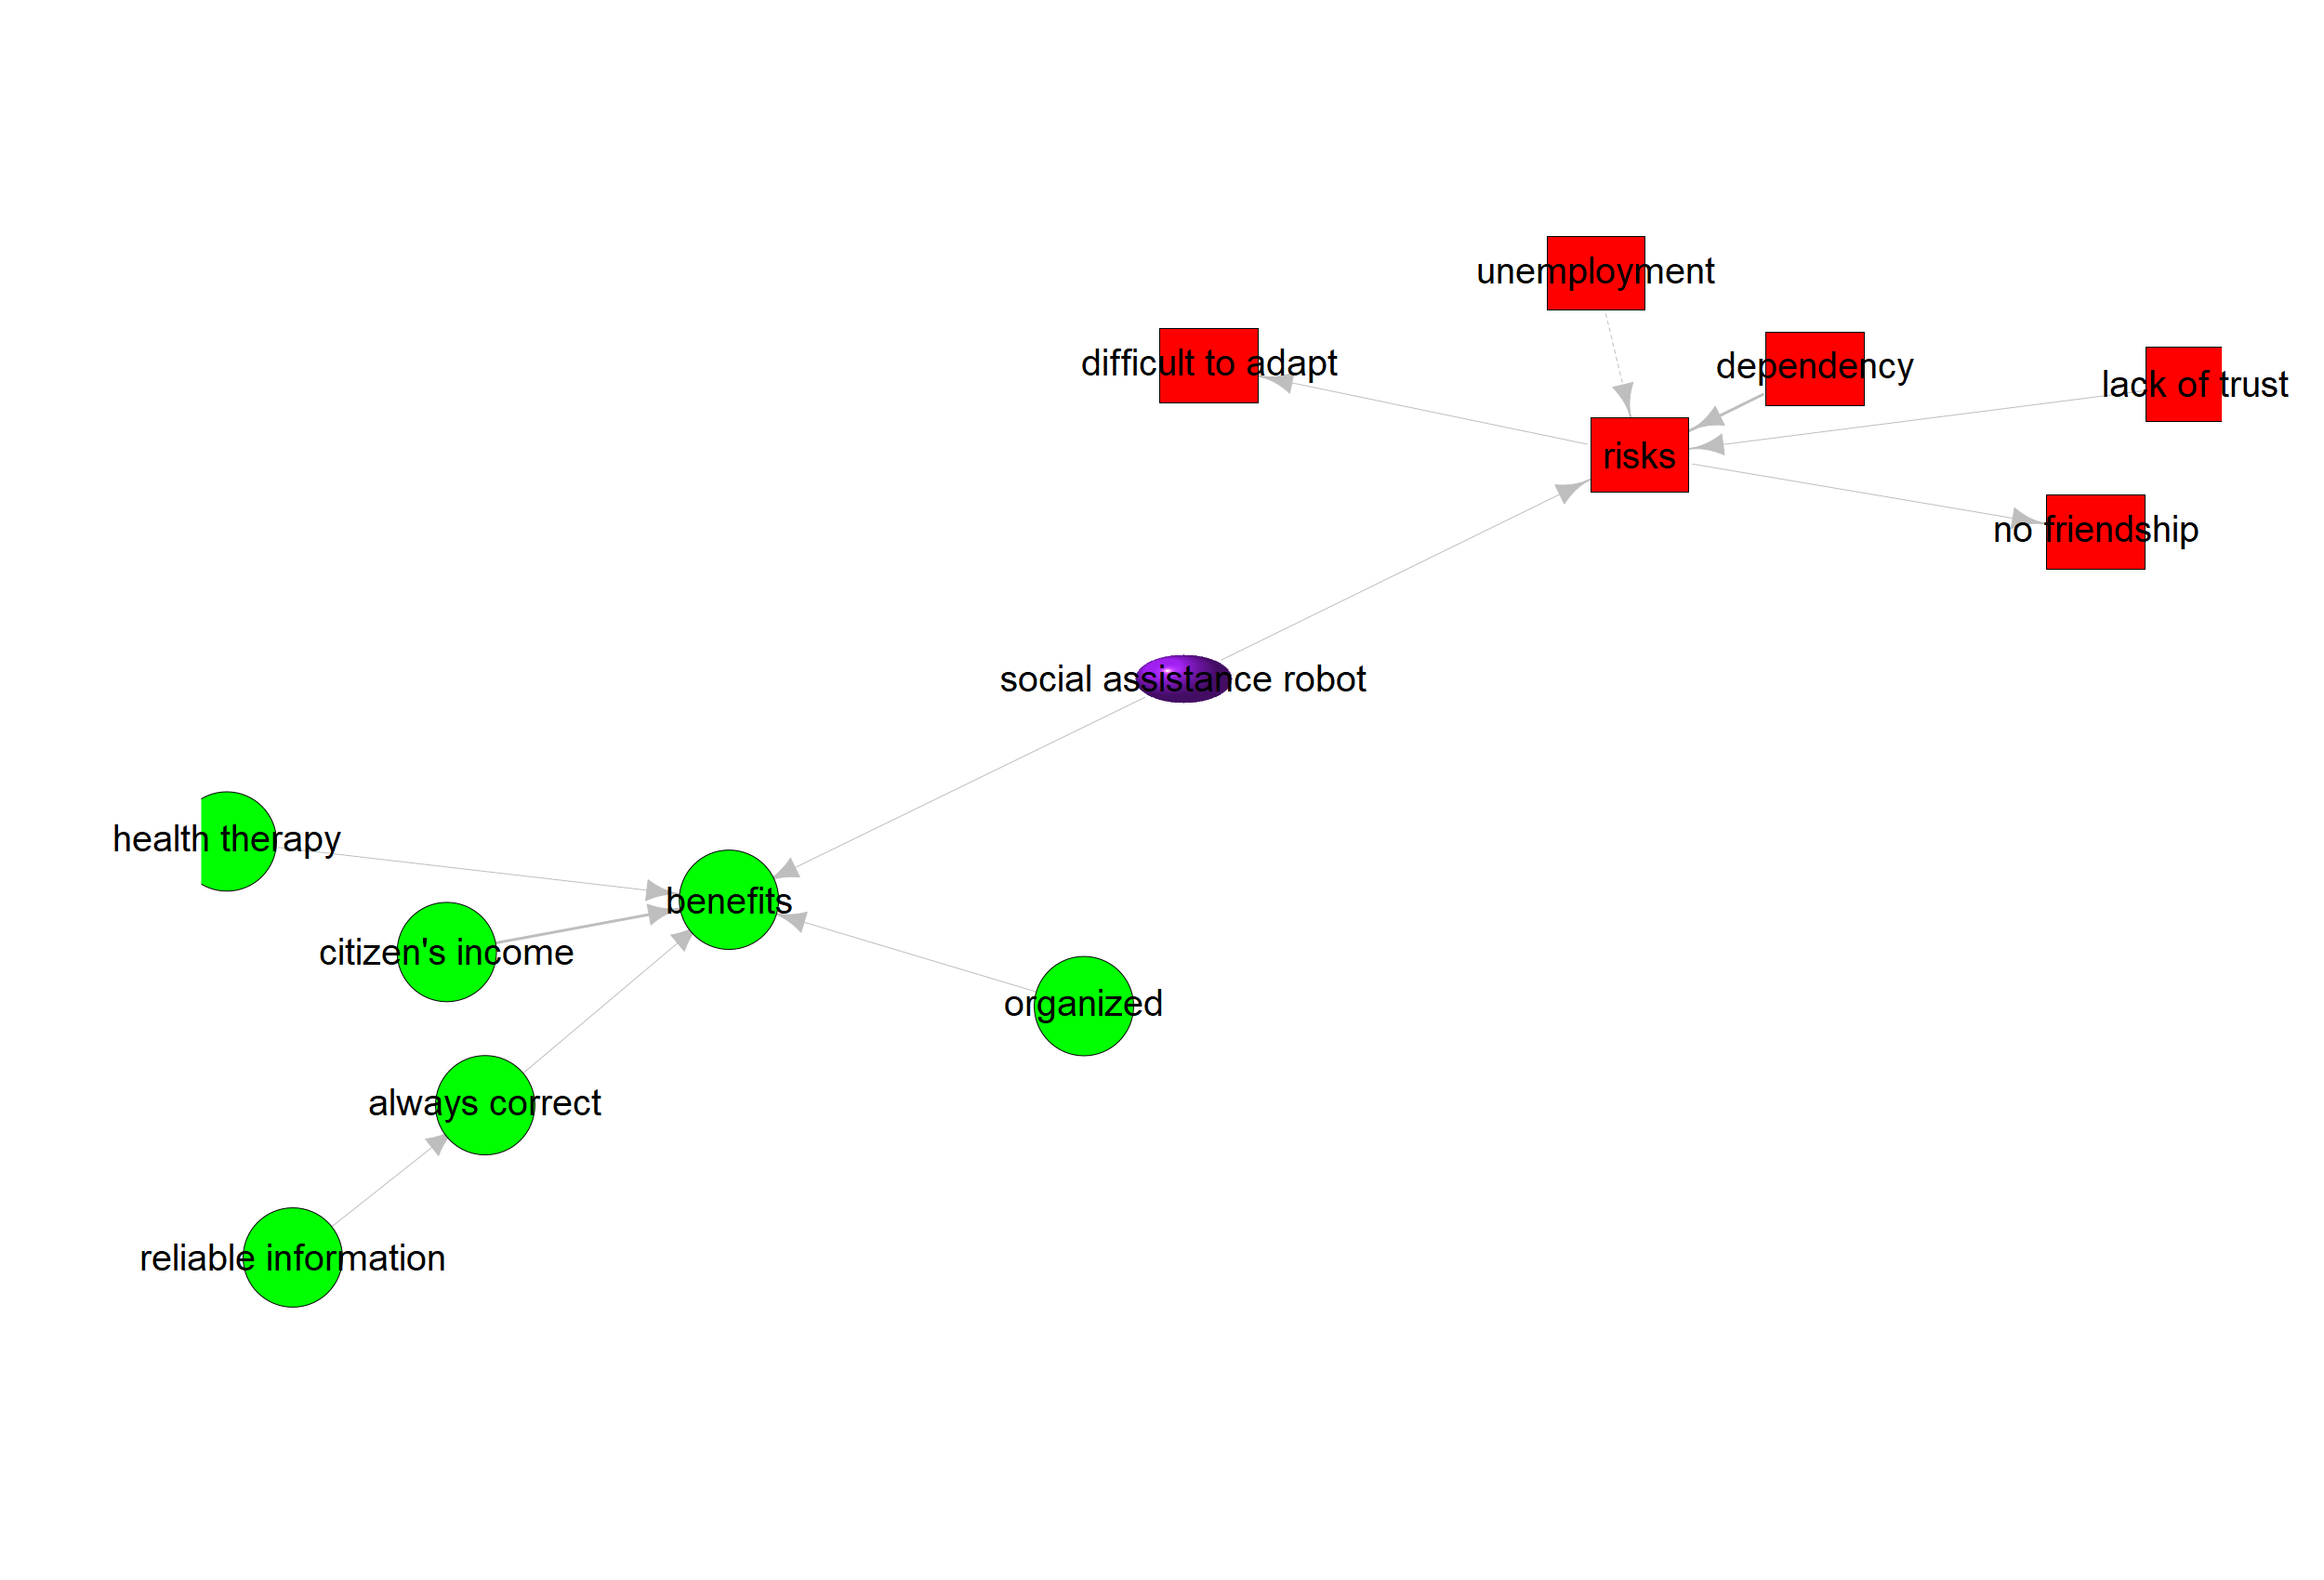 unemployment
difficult to adapt
dependency
lack of trust
risks
no friendship
social assistance robot
health therapy
benefits
citizen's income
organized
always correct
reliable information